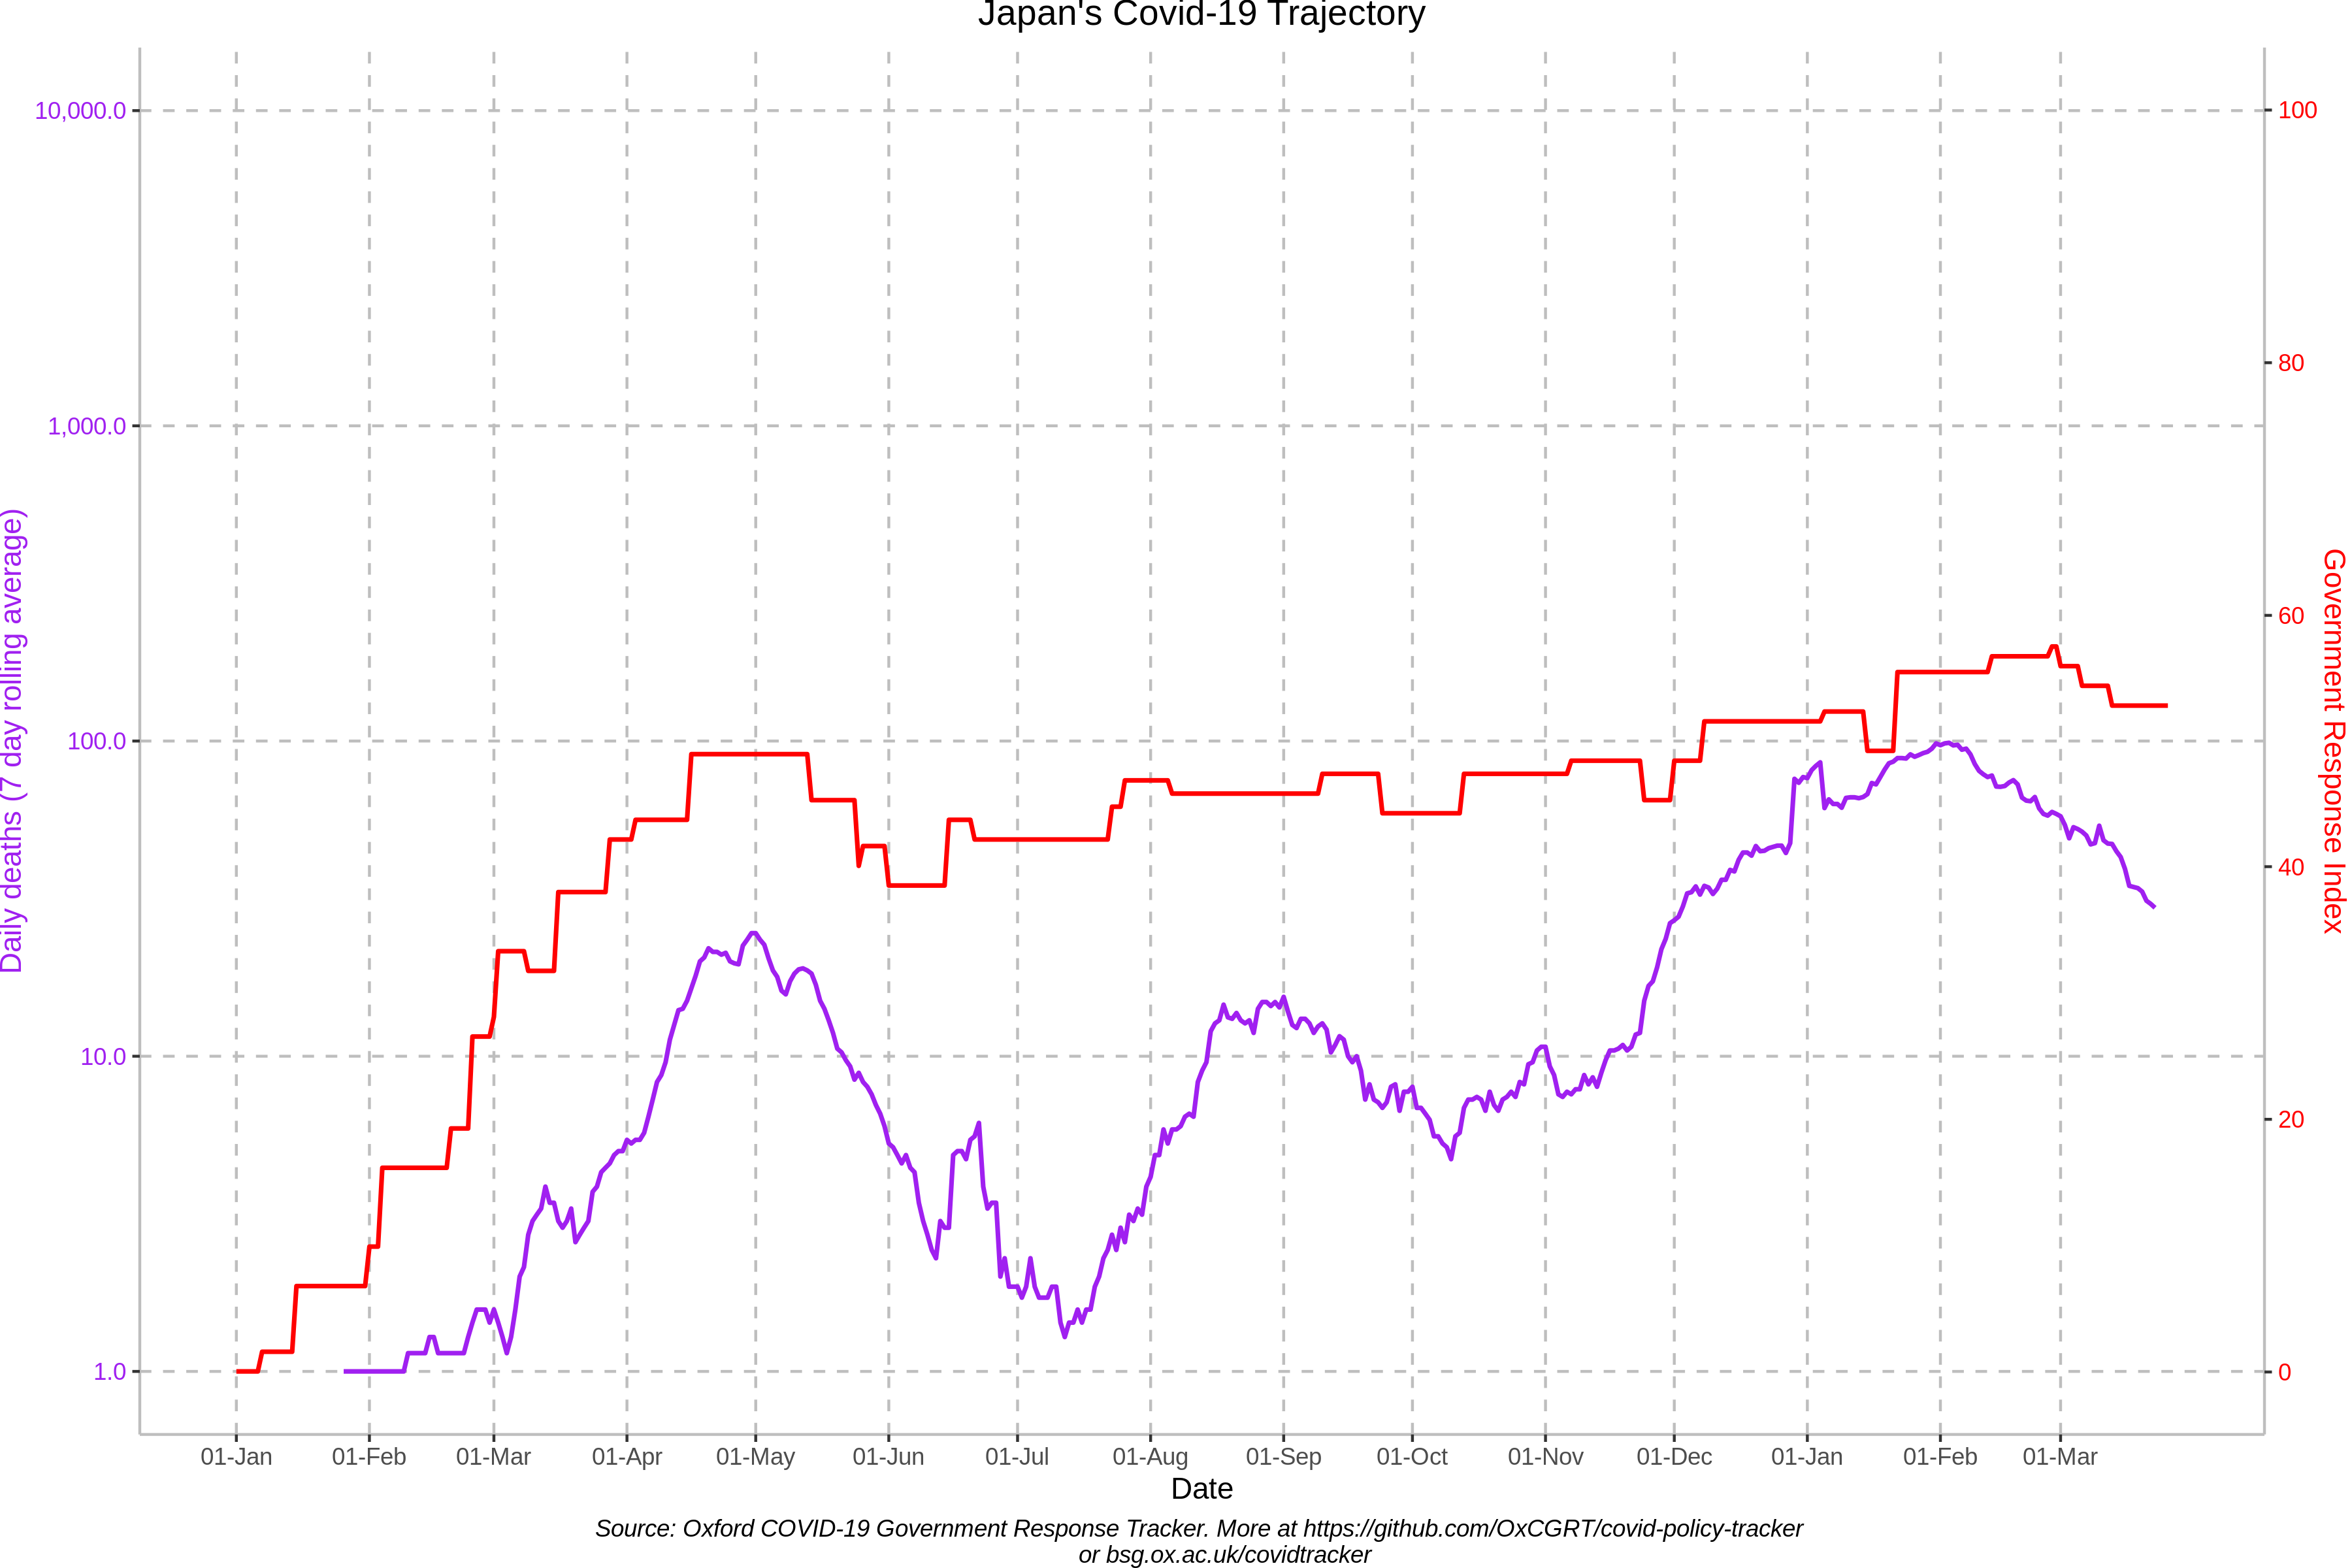 Japan's Covid-19 Trajectory
10,000.0
1,000.0
100.0
10.0
1.0
Daily deaths (7 day rolling average)
100
80
60
40
20
0
Government Response Index
01-Jan 01-Feb 01-Mar 01-Apr 01-May 01-Jun 01-Jul 01-Aug 01-Sep 01-Oct 01-Nov 01-Dec 01-Jan 01-Feb 01-Mar
Date
Source: Oxford COVID-19 Government Response Tracker. More at https://github.com/OxCGRT/covid-policy-tracker
or bsg.ox.ac.uk/covidtracker